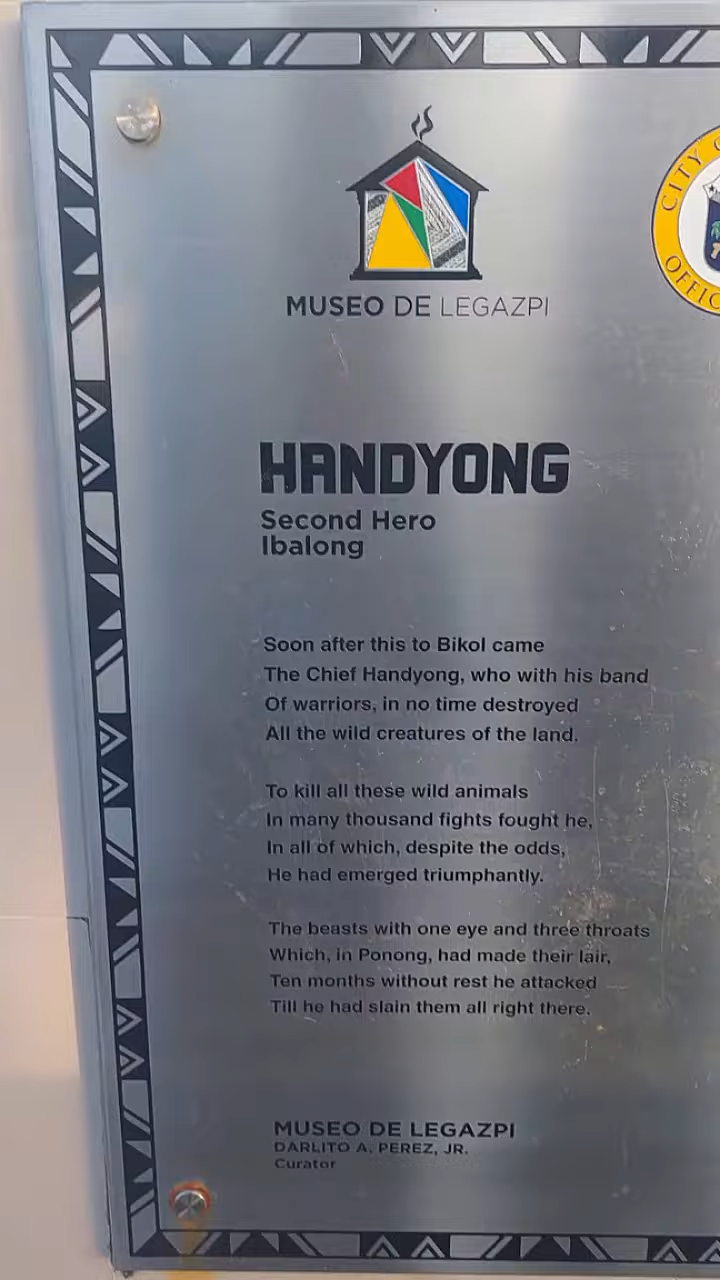 MUSEO DE LEGAZPI
CITY
OFFIC
HANDYONG
Second Hero
Ibalong
Soon after this to Bikol came
The Chief Handyong, who with his band
Of warriors, in no time destroyed
All the wild creatures of the land.
To kill all these wild animals
In many thousand fights fought he,
In all of which, despite the odds,
He had emerged triumphantly.
The beasts with one eye and three throats
Which, in Ponong, had made their lair,
Ten months without rest he attacked
Till he had slain them all right there.
MUSEO DE LEGAZPI
DARLITO A. PEREZ, JR.
Curator